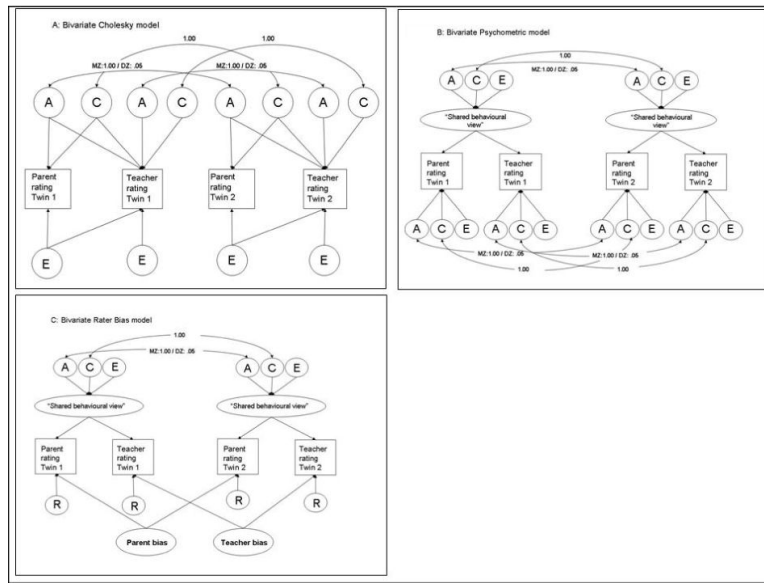 A: Bivariate Cholesky model
1.00
1.00
MZ:1.00 / DZ: .05
MZ:1.00 / DZ: .05
A C A C A C A C
Parent rating Twin 1
Teacher rating Twin 1
Parent rating Twin 2
Teacher rating Twin 2
E E E E
B: Bivariate Psychometric model
1.00
MZ:1.00 / DZ: .05
A C E A C E
"Shared behavioural view"
"Shared behavioural view"
Parent rating Twin 1
Teacher rating Twin 1
Parent rating Twin 2
Teacher rating Twin 2
A C E A C E A C E A C E
MZ:1.00 / DZ: .05
MZ:1.00 / DZ: .05
1.00
1.00
C: Bivariate Rater Bias model
1.00
MZ:1.00 / DZ: .05
A C E A C E
"Shared behavioural view"
"Shared behavioural view"
Parent rating Twin 1
Teacher rating Twin 1
Parent rating Twin 2
Teacher rating Twin 2
R R R R
Parent bias
Teacher bias